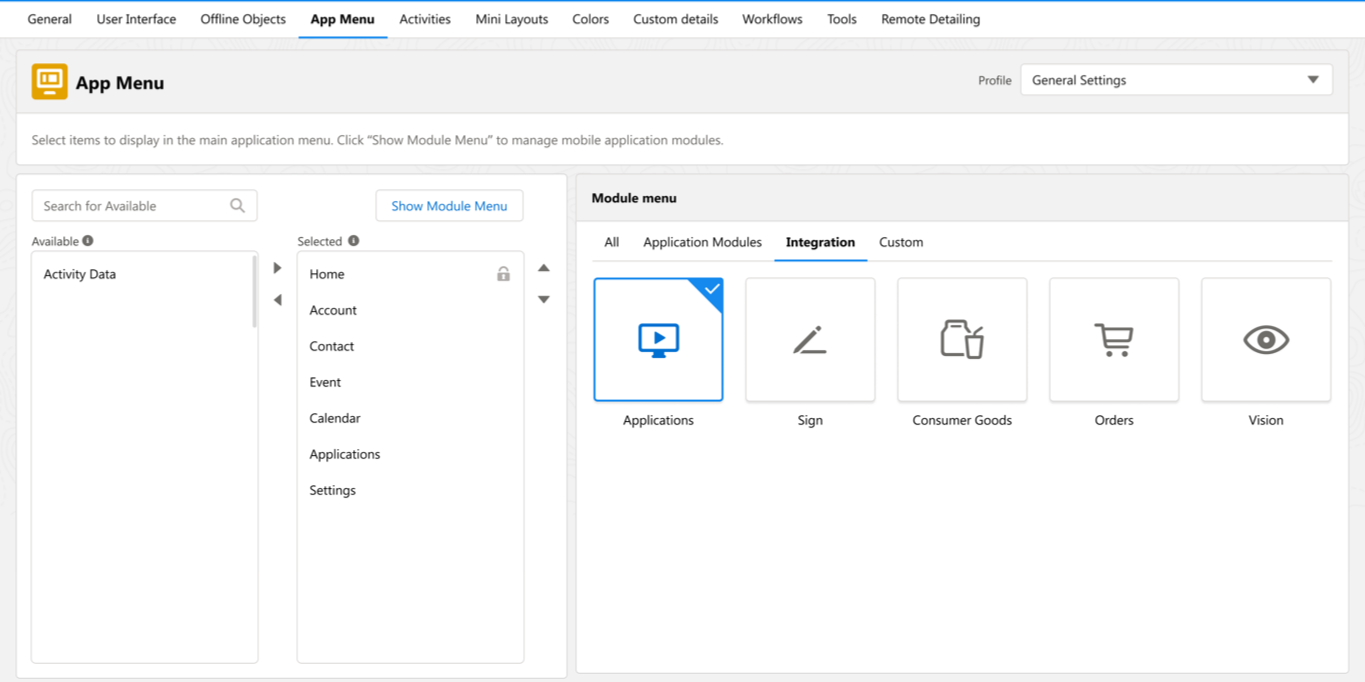 General User Interface Offline Objects App Menu Activities Mini Layouts Colors Custom details Workflows Tools Remote Detailing
App Menu
Profile General Settings
Select items to display in the main application menu. Click “Show Module Menu” to manage mobile application modules.
Search for Available
Show Module Menu
Available
Activity Data
Selected
Home
Account
Contact
Event
Calendar
Applications
Settings
Module menu
All Application Modules Integration Custom
Applications Sign Consumer Goods Orders Vision